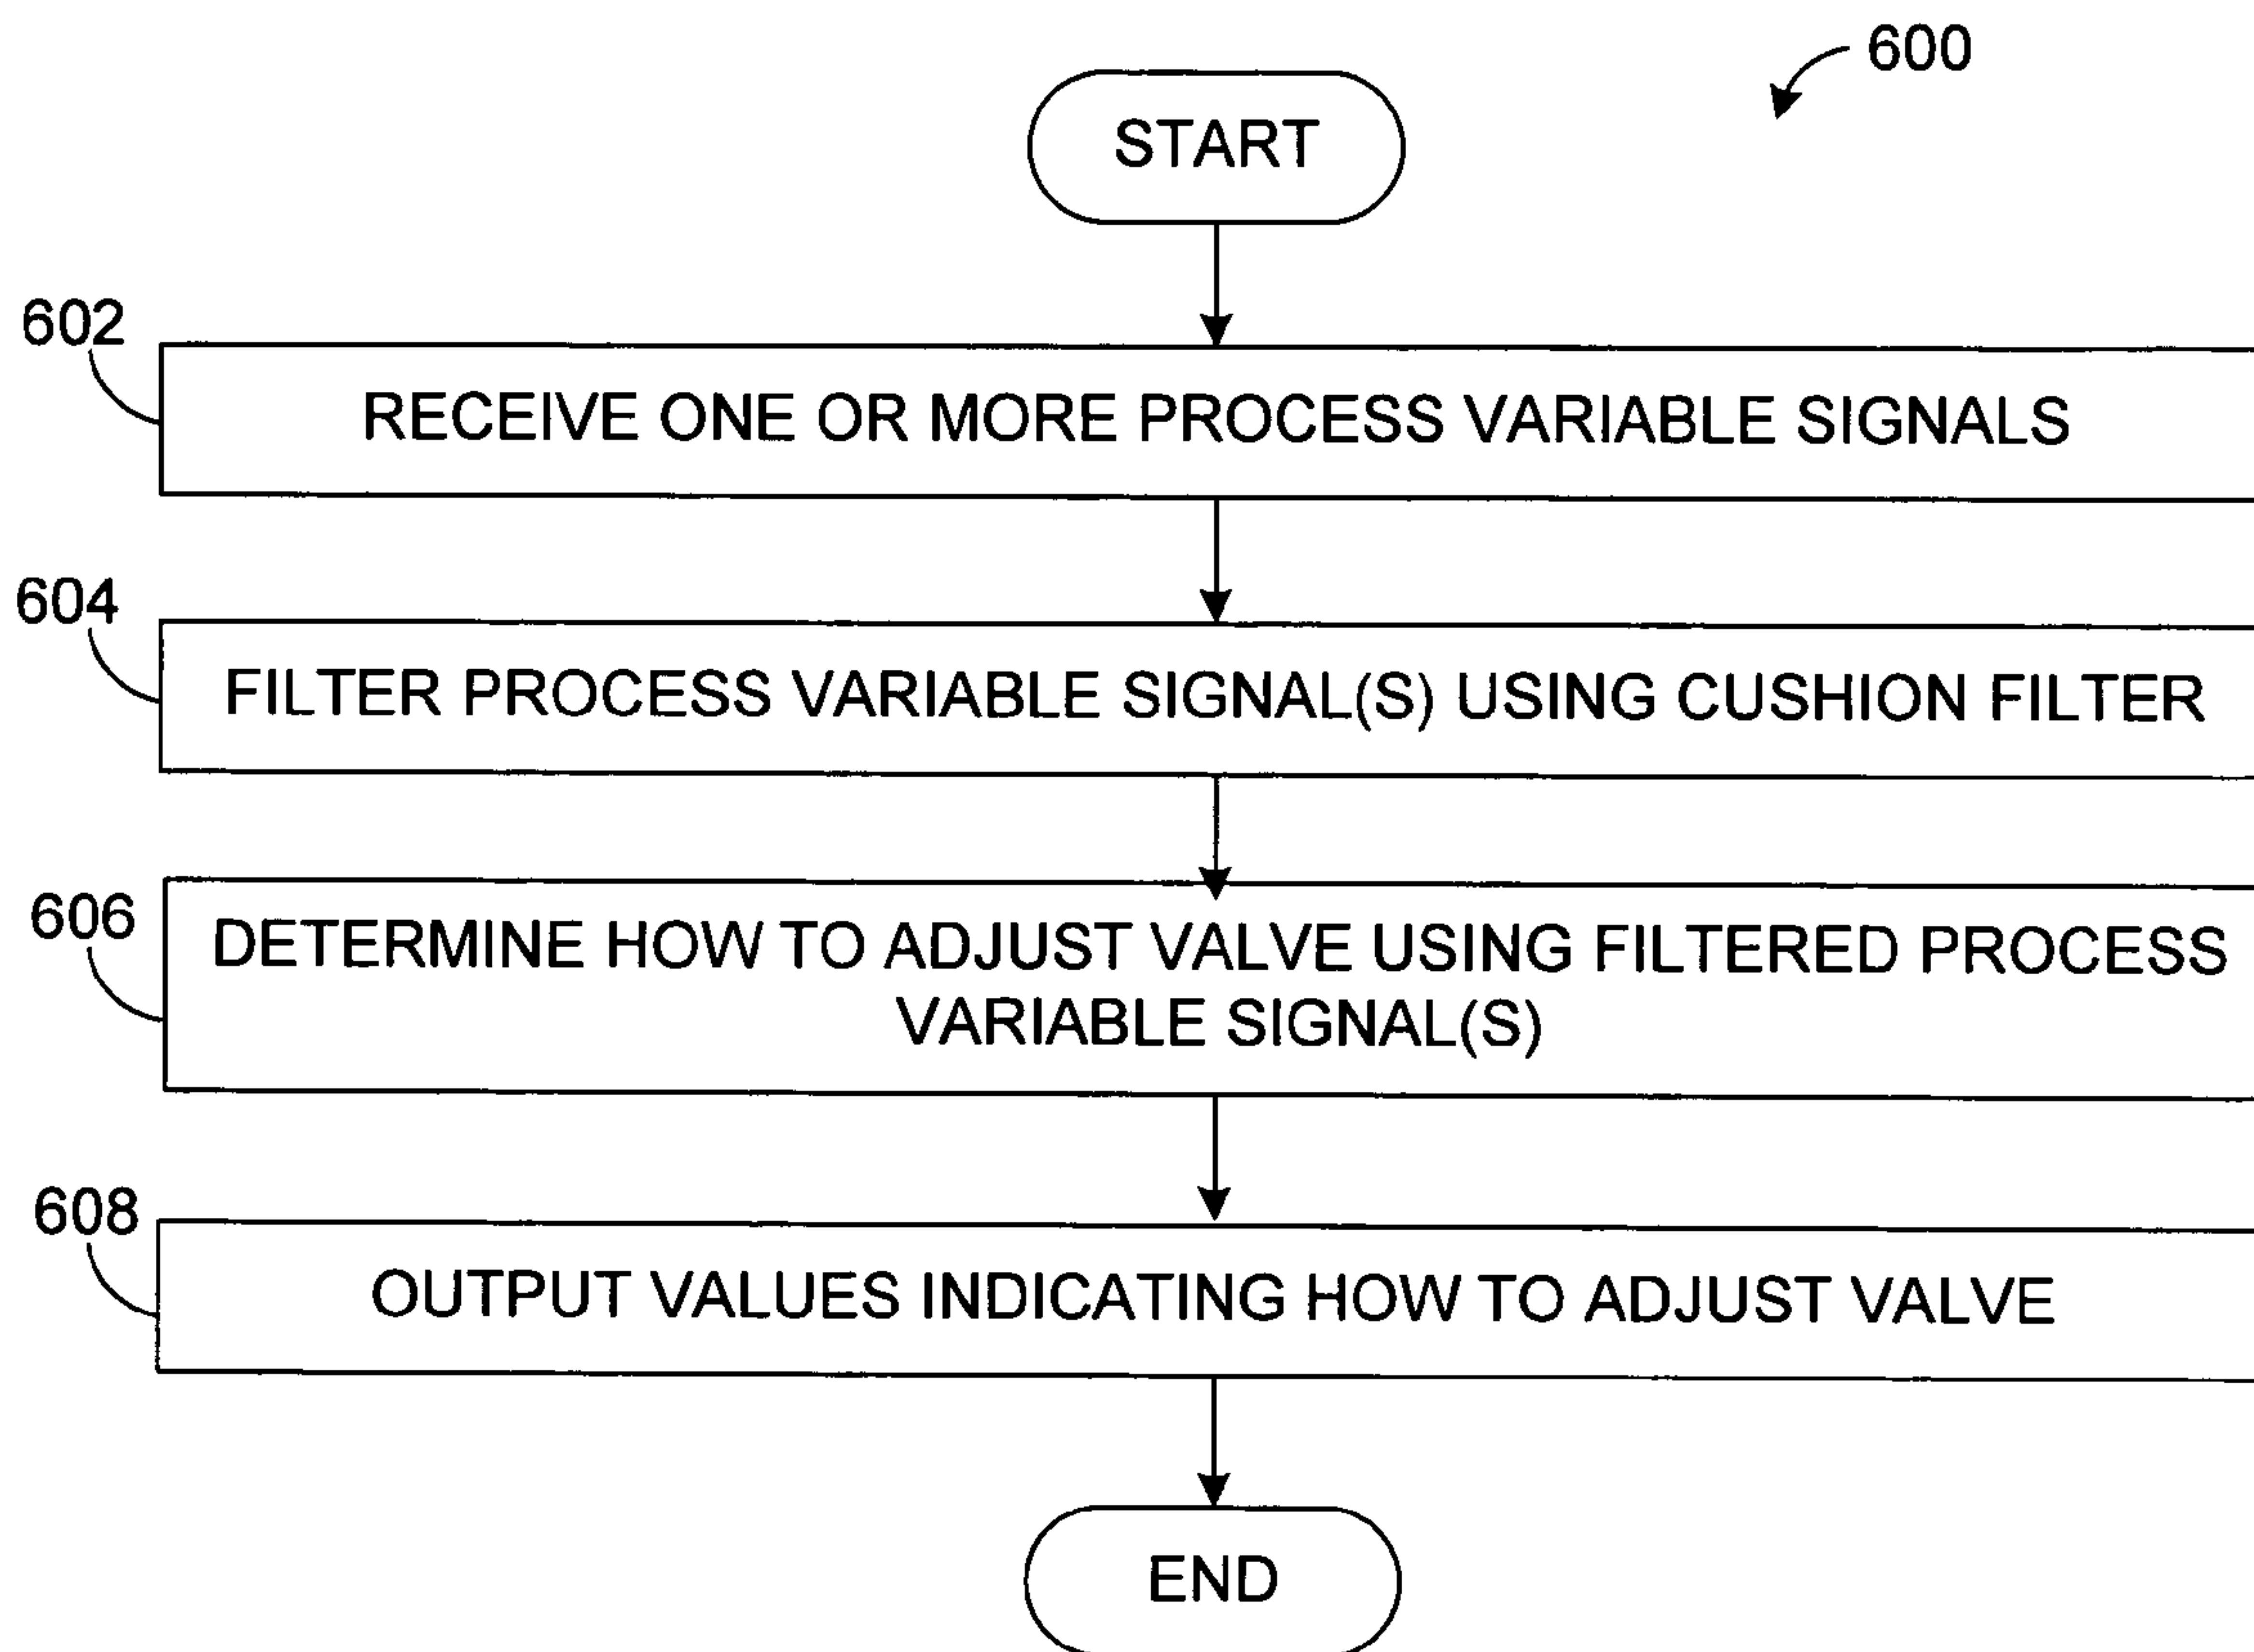 600
START
602
RECEIVE ONE OR MORE PROCESS VARIABLE SIGNALS
604
FILTER PROCESS VARIABLE SIGNAL(S) USING CUSHION FILTER
606
DETERMINE HOW TO ADJUST VALVE USING FILTERED PROCESS
VARIABLE SIGNAL(S)
608
OUTPUT VALUES INDICATING HOW TO ADJUST VALVE
END